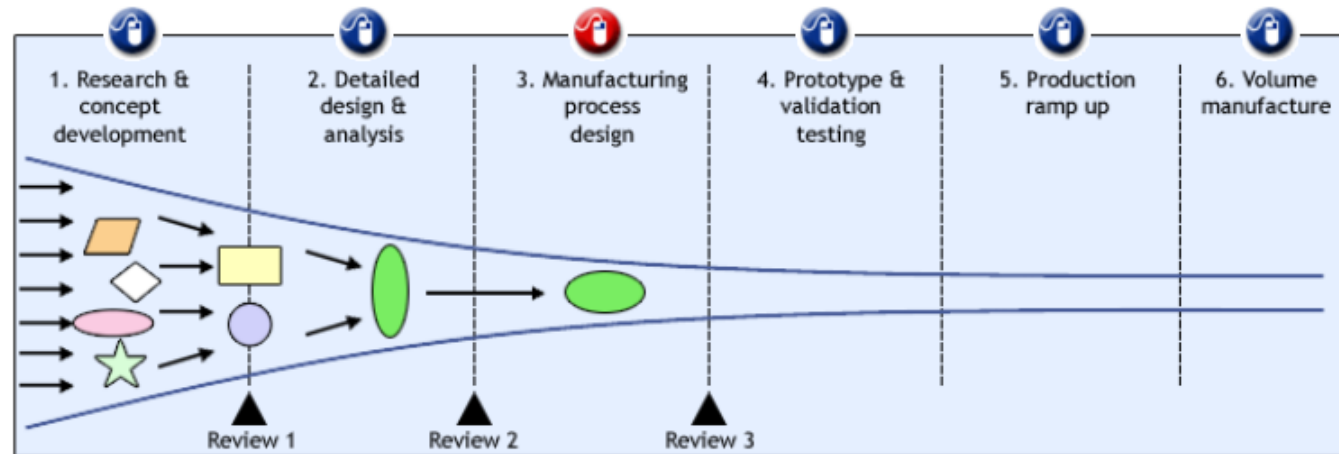 1. Research &
concept
development
2. Detailed
design &
analysis
3. Manufacturing
process
design
4. Prototype &
validation
testing
5. Production
ramp up
6. Volume
manufacture
Review 1
Review 2
Review 3